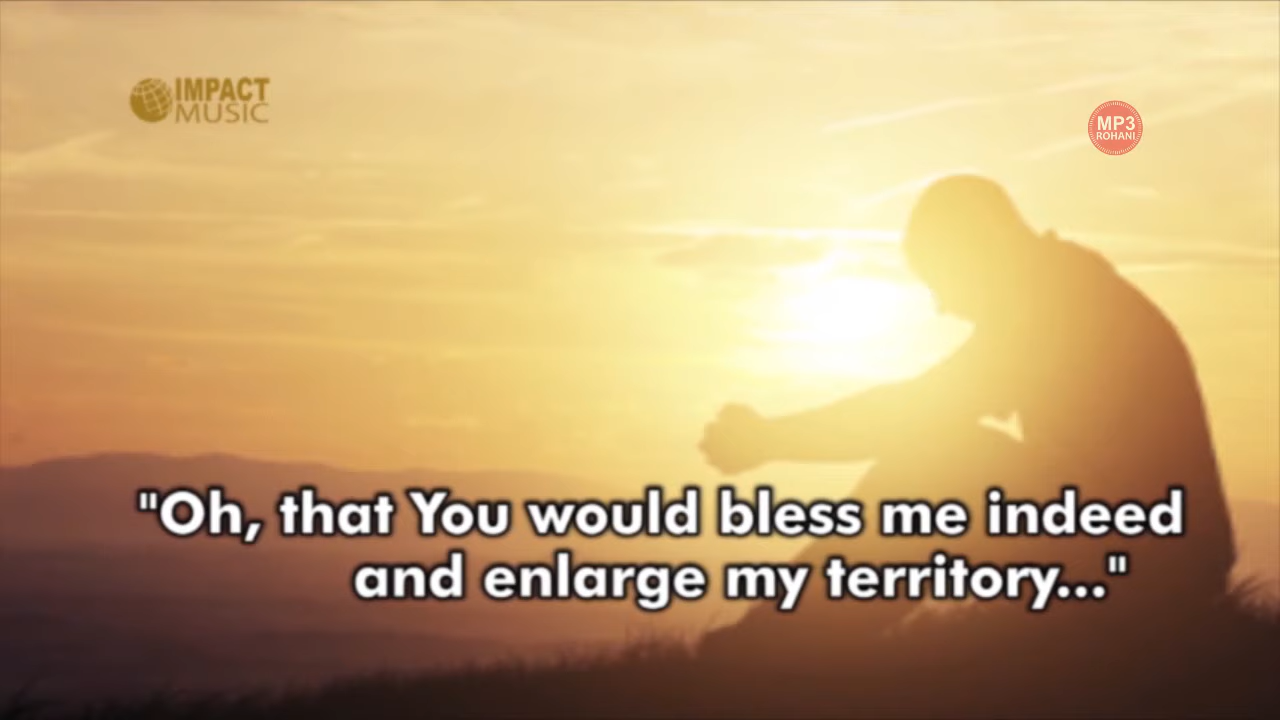 IMPACT
MUSIC
MP3
ROHANI
"Oh, that You would bless me indeed
and enlarge my territory..."